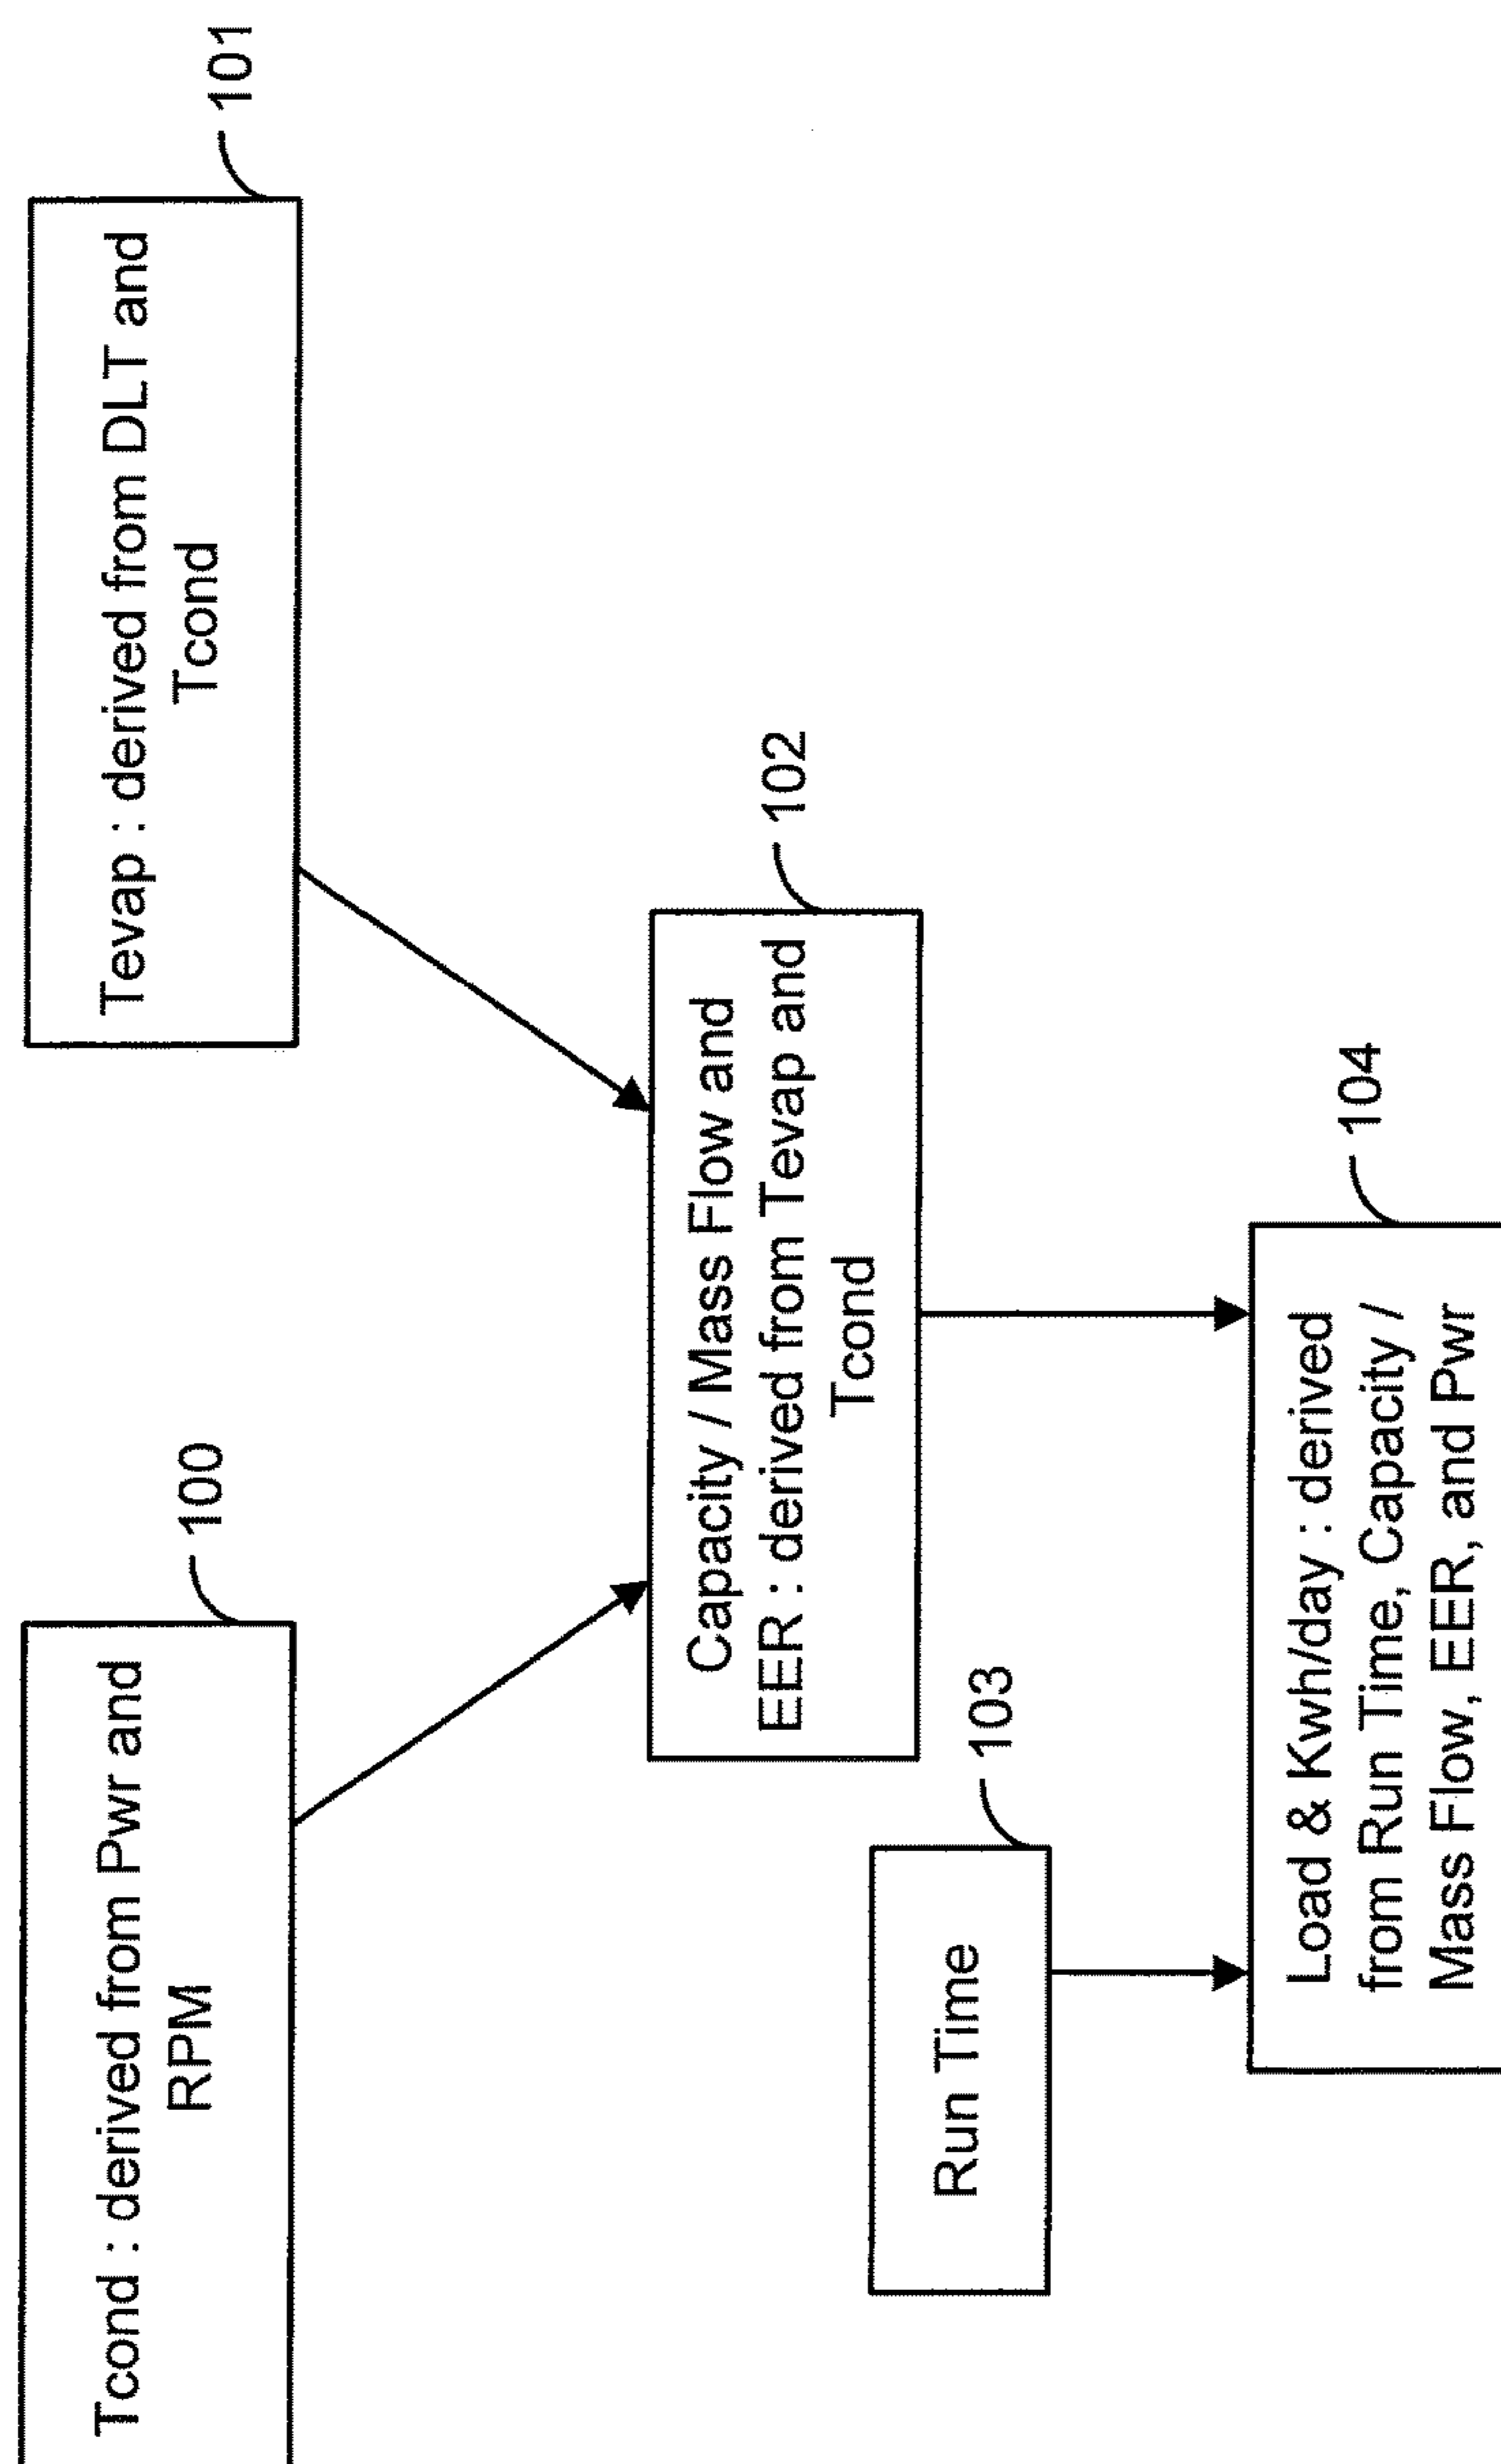 Tcond : derived from Pwr and
RPM
100
Tevap : derived from DLT and
Tcond
101
Capacity / Mass Flow and
EER : derived from Tevap and
Tcond
102
Run Time
103
Load & Kwh/day : derived
from Run Time, Capacity /
Mass Flow, EER, and Pwr
104